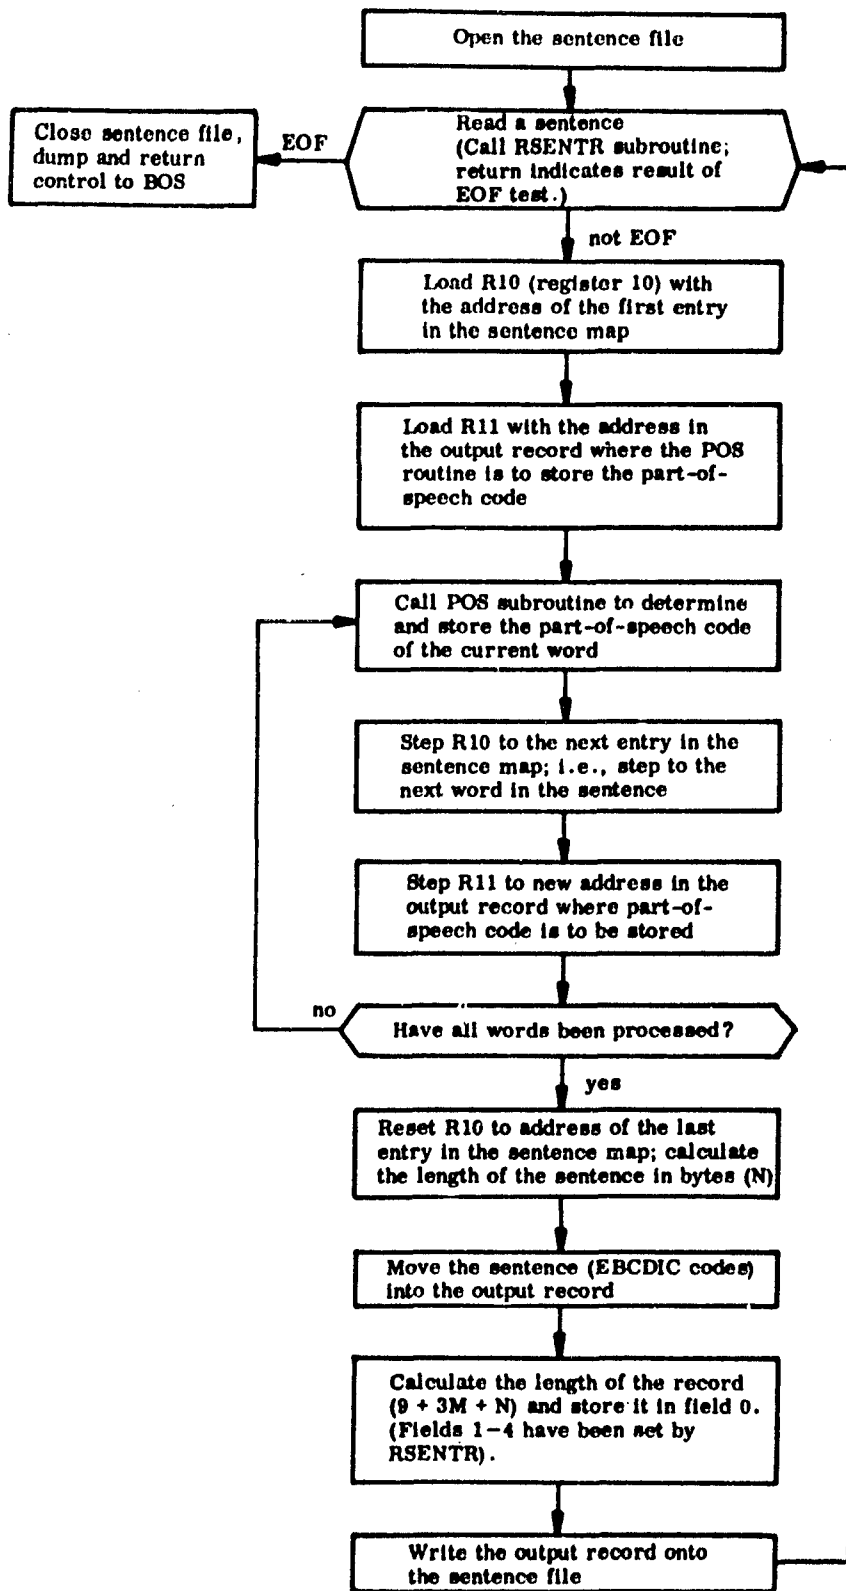 Open the sentence file
Read a sentence
(Call RSENTR subroutine;
return indicates result of
EOF test.)
EOF
Close sentence file,
dump and return
control to BOS
not EOF
Load R10 (register 10) with
the address of the first entry
in the sentence map
Load R11 with the address in
the output record where the POS
routine is to store the part-of-
speech code
Call POS subroutine to determine
and store the part-of-speech code
of the current word
Step R10 to the next entry in the
sentence map; i.e., step to the
next word in the sentence
Step R11 to new address in the
output record where part-of-
speech code is to be stored
no
Have all words been processed?
yes
Reset R10 to address of the last
entry in the sentence map; calculate
the length of the sentence in bytes (N)
Move the sentence (EBCDIC codes)
into the output record
Calculate the length of the record
(9 + 3M + N) and store it in field 0.
(Fields 1-4 have been set by
RSENTR).
Write the output record onto
the sentence file